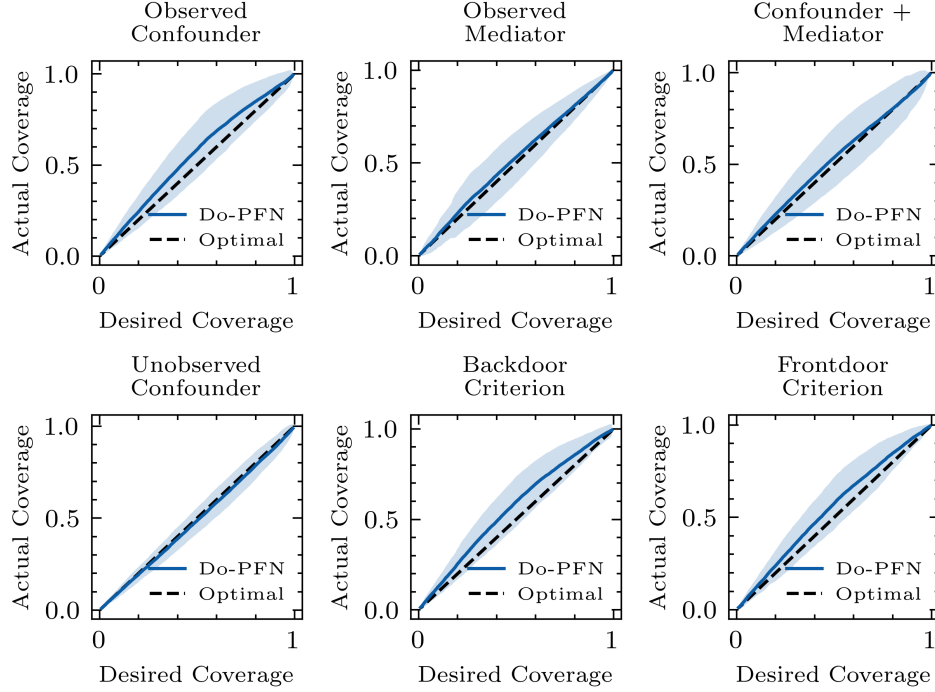 Observed
Confounder
Actual Coverage
1.0
0.5
0.0
Do-PFN
Optimal
0
1
Desired Coverage
Observed
Mediator
Actual Coverage
1.0
0.5
0.0
Do-PFN
Optimal
0
1
Desired Coverage
Confounder +
Mediator
Actual Coverage
1.0
0.5
0.0
Do-PFN
Optimal
0
1
Desired Coverage
Unobserved
Confounder
Actual Coverage
1.0
0.5
0.0
Do-PFN
Optimal
0
1
Desired Coverage
Backdoor
Criterion
Actual Coverage
1.0
0.5
0.0
Do-PFN
Optimal
0
1
Desired Coverage
Frontdoor
Criterion
Actual Coverage
1.0
0.5
0.0
Do-PFN
Optimal
0
1
Desired Coverage